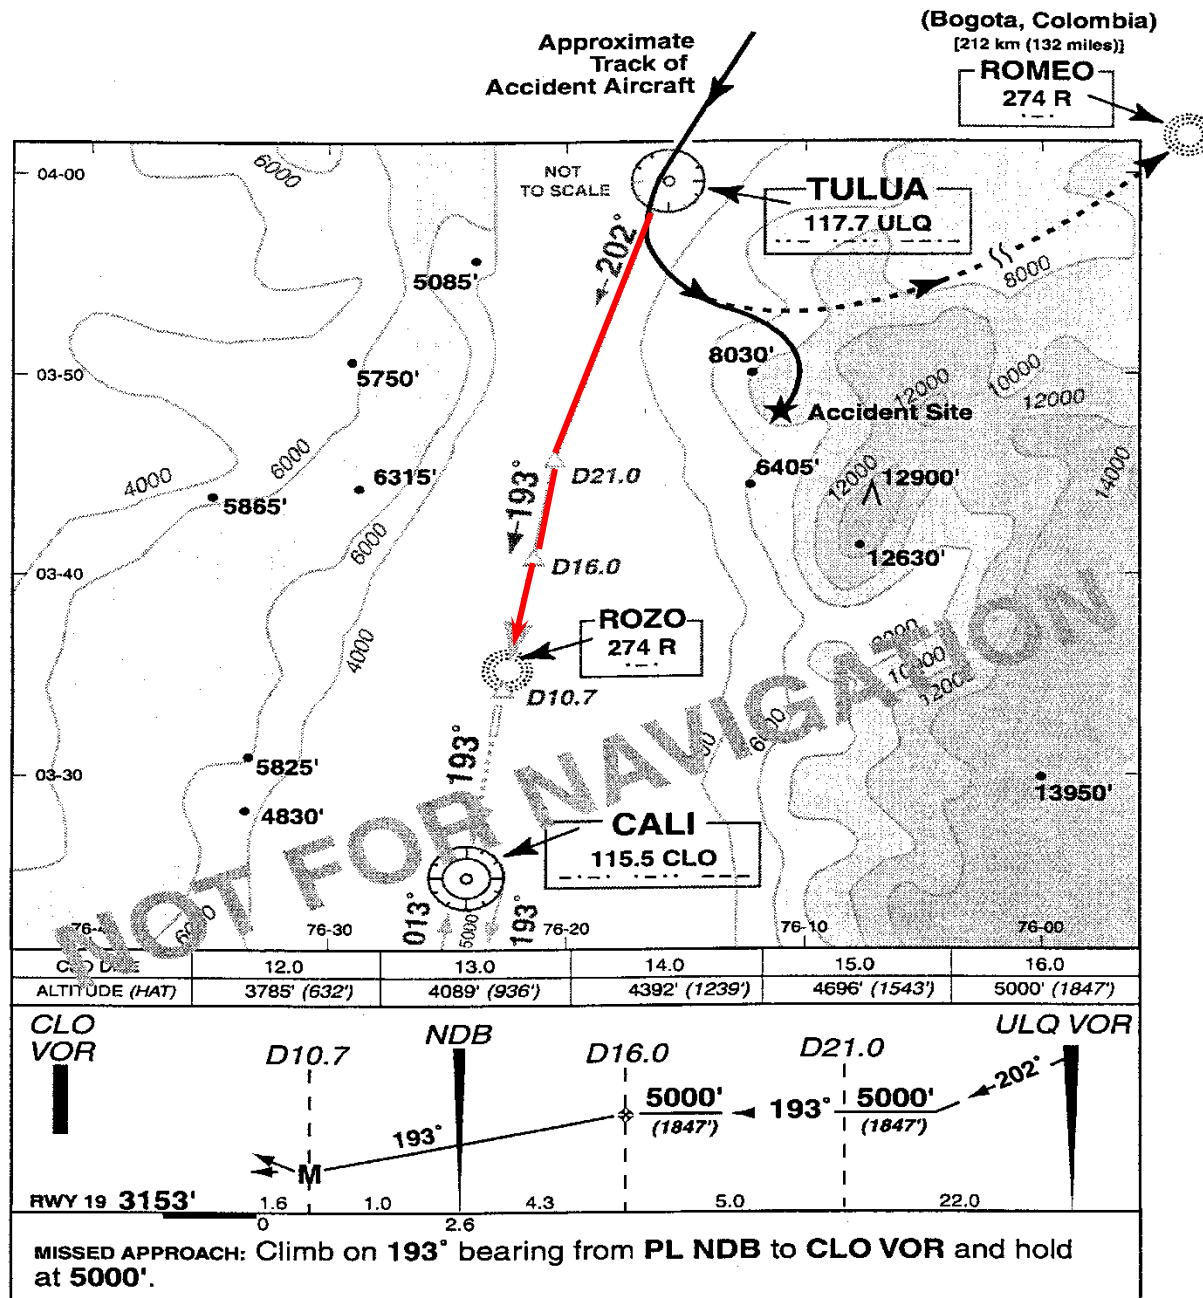 (Bogota, Colombia)
[212 km (132 miles)]
ROMEO
274 R
Approximate
Track of
Accident Aircraft
NOT
TO SCALE
TULUA
117.7 ULQ
04-00
6000
202°
5085'
8000
8030'
03-50
5750'
12000
10000
12000
Accident Site
4000
6000
6315'
5865'
193°
D21.0
6405'
12000
12900'
14000
6000
D16.0
12630'
03-40
4000
ROZO
274 R
D10.7
8000
10000
12000
6000
193°
5825'
03-30
4830'
13950'
CALI
115.5 CLO
NOT FOR NAVIGATION
6000
013°
5000
193°
76-30
76-20
76-10
76-00
CLO DME 12.0 13.0 14.0 15.0 16.0
ALTITUDE (HAT) 3785' (632') 4089' (936') 4392' (1239') 4696' (1543') 5000' (1847')
CLO
VOR
D10.7
NDB
D16.0
D21.0
ULQ VOR
5000'
(1847')
193°
5000'
(1847')
202°
193°
M
RWY 19 3153' 1.6 1.0 4.3 5.0 22.0
0 2.6
MISSED APPROACH: Climb on 193° bearing from PL NDB to CLO VOR and hold
at 5000'.